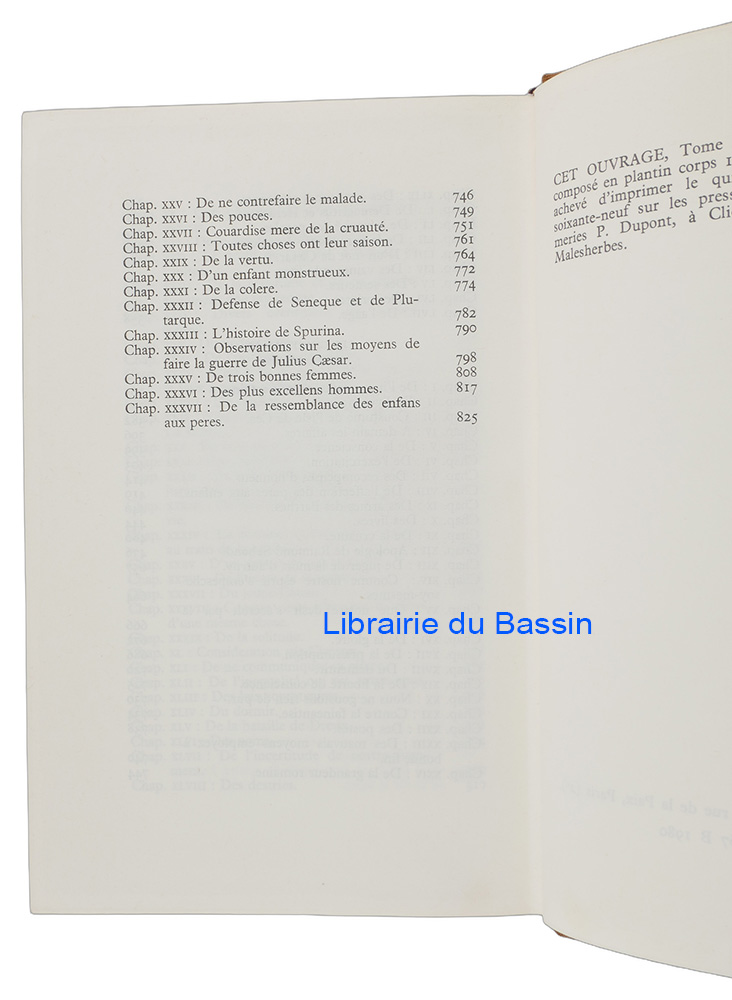 Chap. XXV : De ne contrefaire le malade. 746
Chap. XXVI : Des pouces. 749
Chap. XXVII : Couardise mere de la cruauté. 751
Chap. XXVIII : Toutes choses ont leur saison. 761
Chap. XXIX : De la vertu. 764
Chap. XXX : D'un enfant monstrueux. 772
Chap. XXXI : De la colere. 774
Chap. XXXII : Defense de Seneque et de Plu-
tarque. 782
Chap. XXXIII : L'histoire de Spurina. 790
Chap. XXXIV : Observations sur les moyens de
faire la guerre de Julius Cæsar. 798
Chap. XXXV : De trois bonnes femmes. 808
Chap. XXXVI : Des plus excellens hommes. 817
Chap. XXXVII : De la ressemblance des enfans
aux peres. 825
Librairie du Bassin
CET OUVRAGE, Tome
composé en plantin corps
achevé d'imprimer le qu
soixante-neuf sur les press
meries P. Dupont, à Cli
Malesherbes.